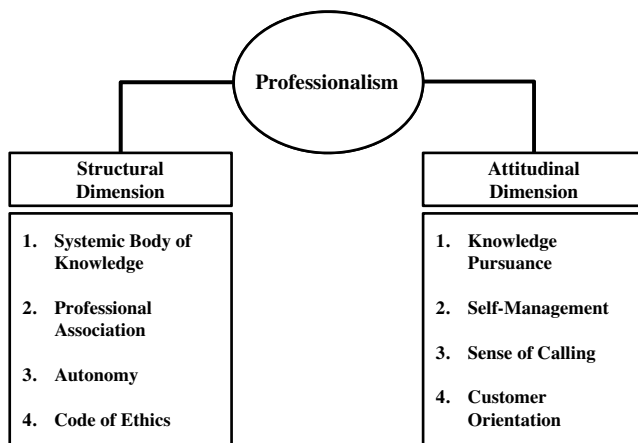 Professionalism
Structural
Dimension
1. Systemic Body of
Knowledge
2. Professional
Association
3. Autonomy
4. Code of Ethics
Attitudinal
Dimension
1. Knowledge
Pursuance
2. Self-Management
3. Sense of Calling
4. Customer
Orientation